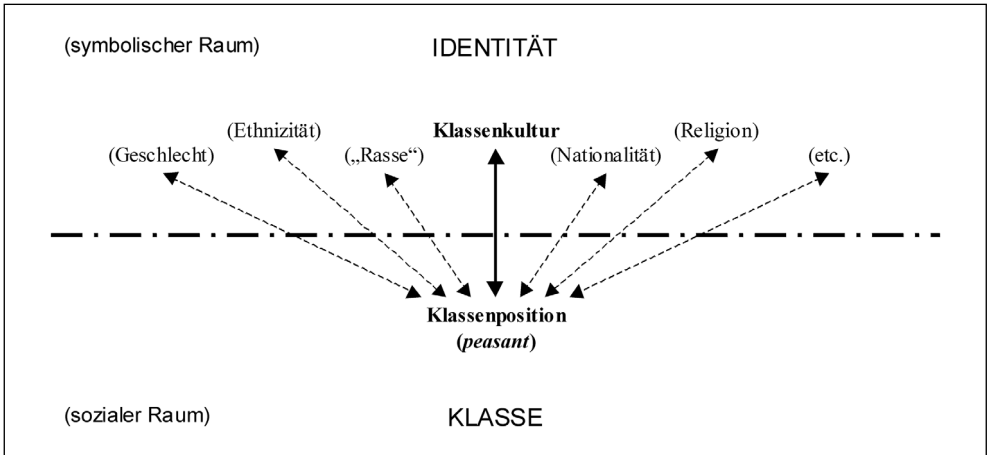 (symbolischer Raum) IDENTITÄT
(Ethnizität) Klassenkultur (Religion)
(Geschlecht) („Rasse“) (Nationalität) (etc.)
Klassenposition
(peasant)
(sozialer Raum) KLASSE